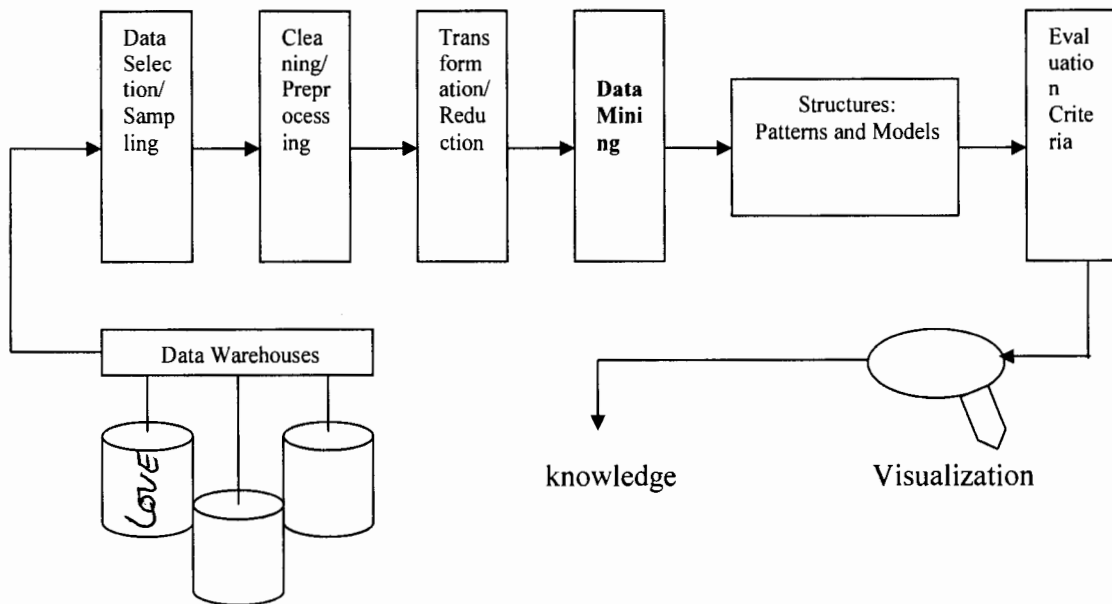 Data
Selec
tion/
Sampl
ling
Clea
ning/
Prepr
ocess
ing
Trans
form
ation/
Redu
ction
Data
Mini
ng
Structures:
Patterns and Models
Eval
uatio
n
Crite
ria
Data Warehouses
LOVE
knowledge
Visualization